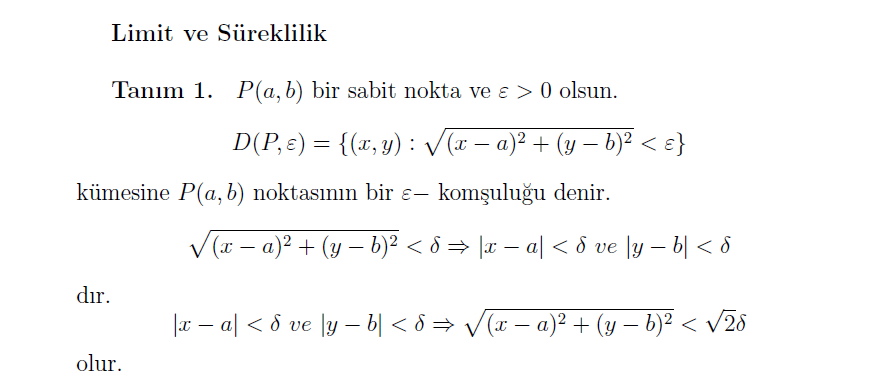 Limit ve Süreklilik
Tanım 1. P(a, b) bir sabit nokta ve ε > 0 olsun.
D(P, ε) = {(x, y) : √((x − a)² + (y − b)²) < ε}
kümesine P(a, b) noktasının bir ε− komşuluğu denir.
√((x − a)² + (y − b)²) < δ ⇒ |x − a| < δ ve |y − b| < δ
dır.
|x − a| < δ ve |y − b| < δ ⇒ √((x − a)² + (y − b)²) < √2δ
olur.